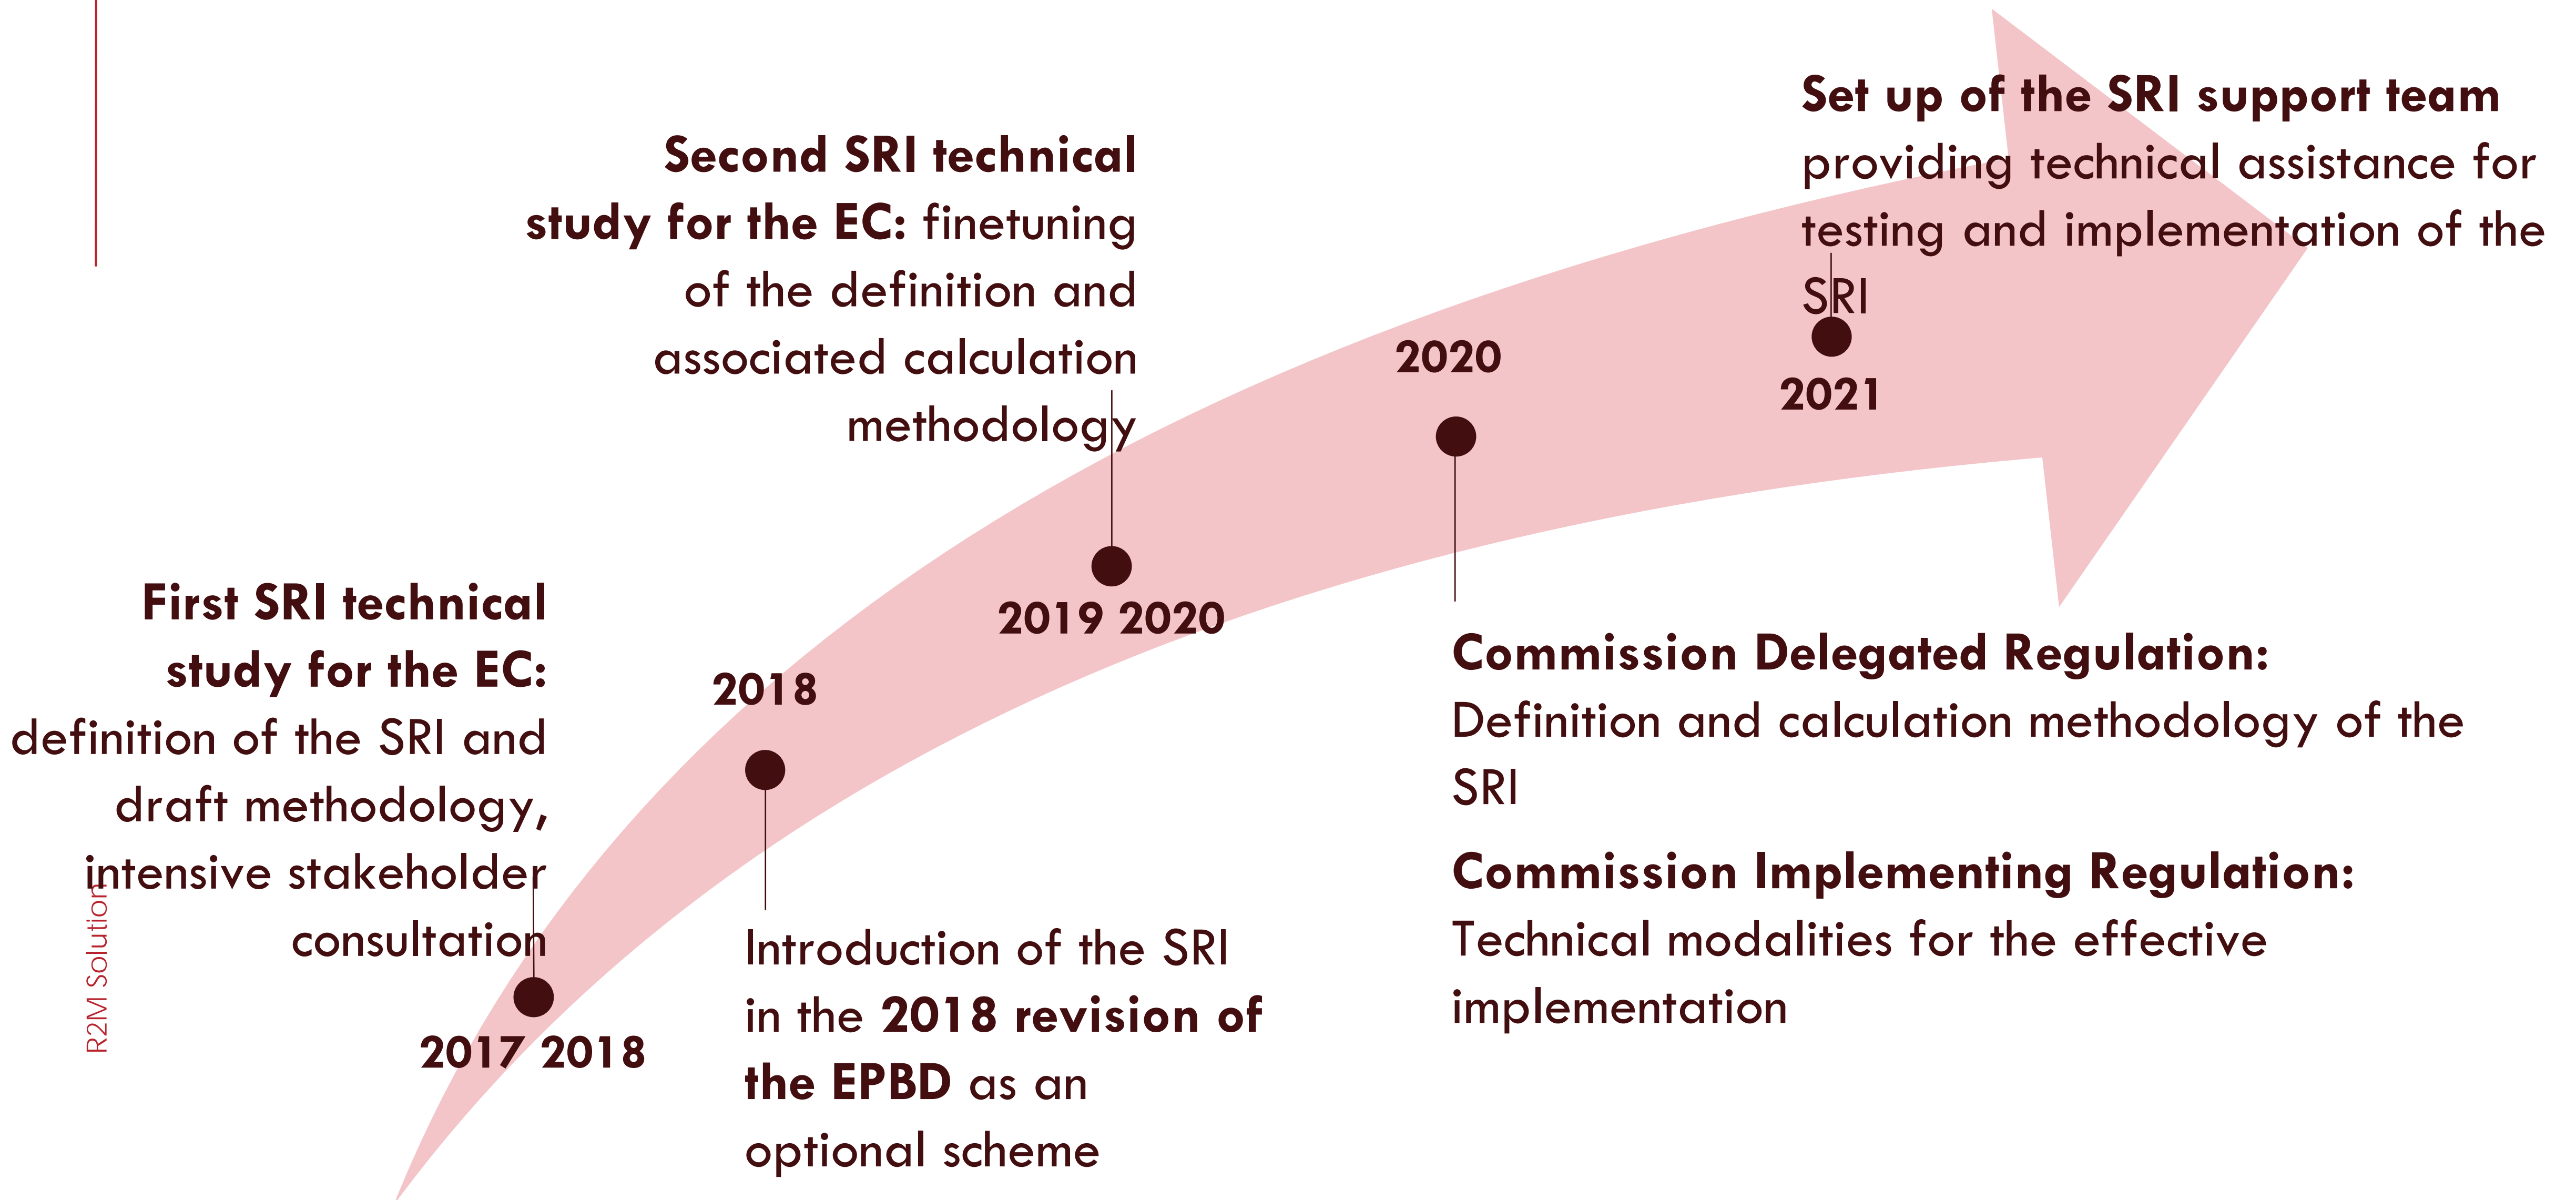 First SRI technical
study for the EC:
definition of the SRI and
draft methodology,
intensive stakeholder
consultation
2017 2018
2018
Introduction of the SRI
in the 2018 revision of
the EPBD as an
optional scheme
Second SRI technical
study for the EC: finetuning
of the definition and
associated calculation
methodology
2019 2020
2020
Commission Delegated Regulation:
Definition and calculation methodology of the
SRI
Commission Implementing Regulation:
Technical modalities for the effective
implementation
Set up of the SRI support team
providing technical assistance for
testing and implementation of the
SRI
2021
R2M Solution